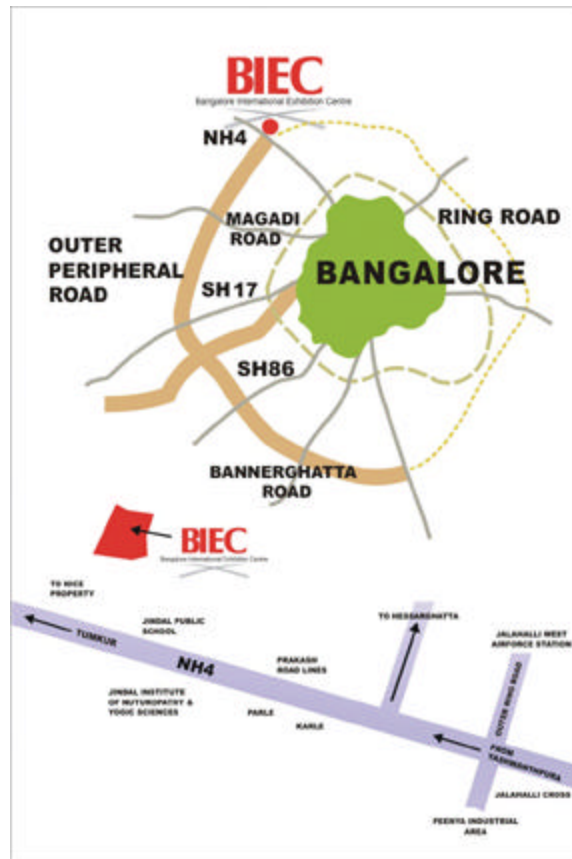 BIEC
Bangalore International Exhibition Centre
NH4
MAGADI
ROAD
RING ROAD
OUTER
PERIPHERAL
ROAD
BANGALORE
SH17
SH86
BANNERGHATTA
ROAD
BIEC
Bangalore International Exhibition Centre
TO NICE
PROPERTY
TUMKUR
JINDAL PUBLIC
SCHOOL
NH4
PRAKASH
ROAD LINES
TO HESSARGHATTA
JALAHALLI WEST
AIRFORCE STATION
OUTER RING ROAD
JINDAL INSTITUTE
OF NUTUROPATHY &
YOGIC SCIENCES
PARLE
KARLE
FROM
YASHWANTHPURA
JALAHALLI CROSS
PEENYA INDUSTRIAL
AREA